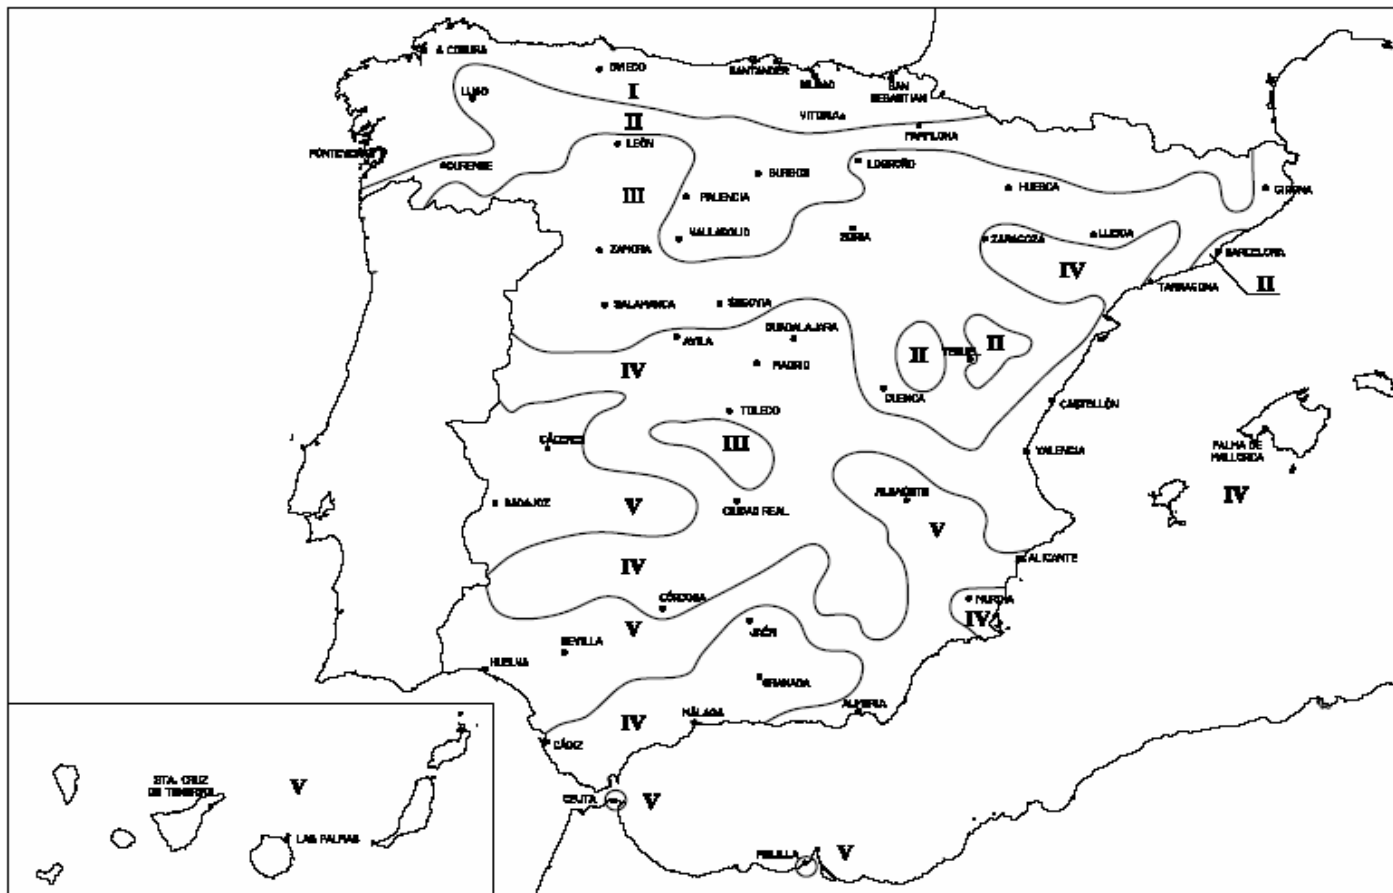 A CORUÑA
OVIEDO
SANTANDER
BILBAO
SAN
SEBASTIAN
LUGO
I
VITORIA
II
PAMPLONA
PONTEVEDRA
LEÓN
OURENSE
LOGROÑO
BURGOS
HUESCA
GIRONA
III
PALENCIA
VALLADOLID
SORIA
ZARAGOZA
LLEIDA
ZAMORA
BARCELONA
IV
TARRAGONA
II
SALAMANCA
SEGOVIA
GUADALAJARA
AVILA
II
II
TERUEL
IV
MADRID
CUENCA
TOLEDO
CASTELLÓN
CÁCERES
III
VALENCIA
PALMA DE
MALLORCA
ALBACETE
IV
BADAJOZ
V
CIUDAD REAL
V
ALICANTE
IV
CÓRDOBA
MURCIA
IV
V
JAÉN
SEVILLA
HUELVA
GRANADA
ALMERIA
IV
MÁLAGA
CÁDIZ
STA. CRUZ
DE TENERIFE
V
CEUTA
V
LAS PALMAS
MELILLA
V